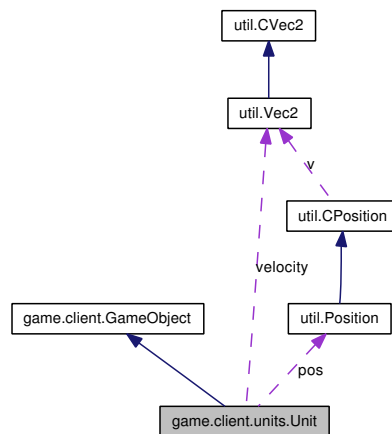 util.CVec2
util.Vec2
v
util.CPosition
velocity
game.client.GameObject
util.Position
pos
game.client.units.Unit